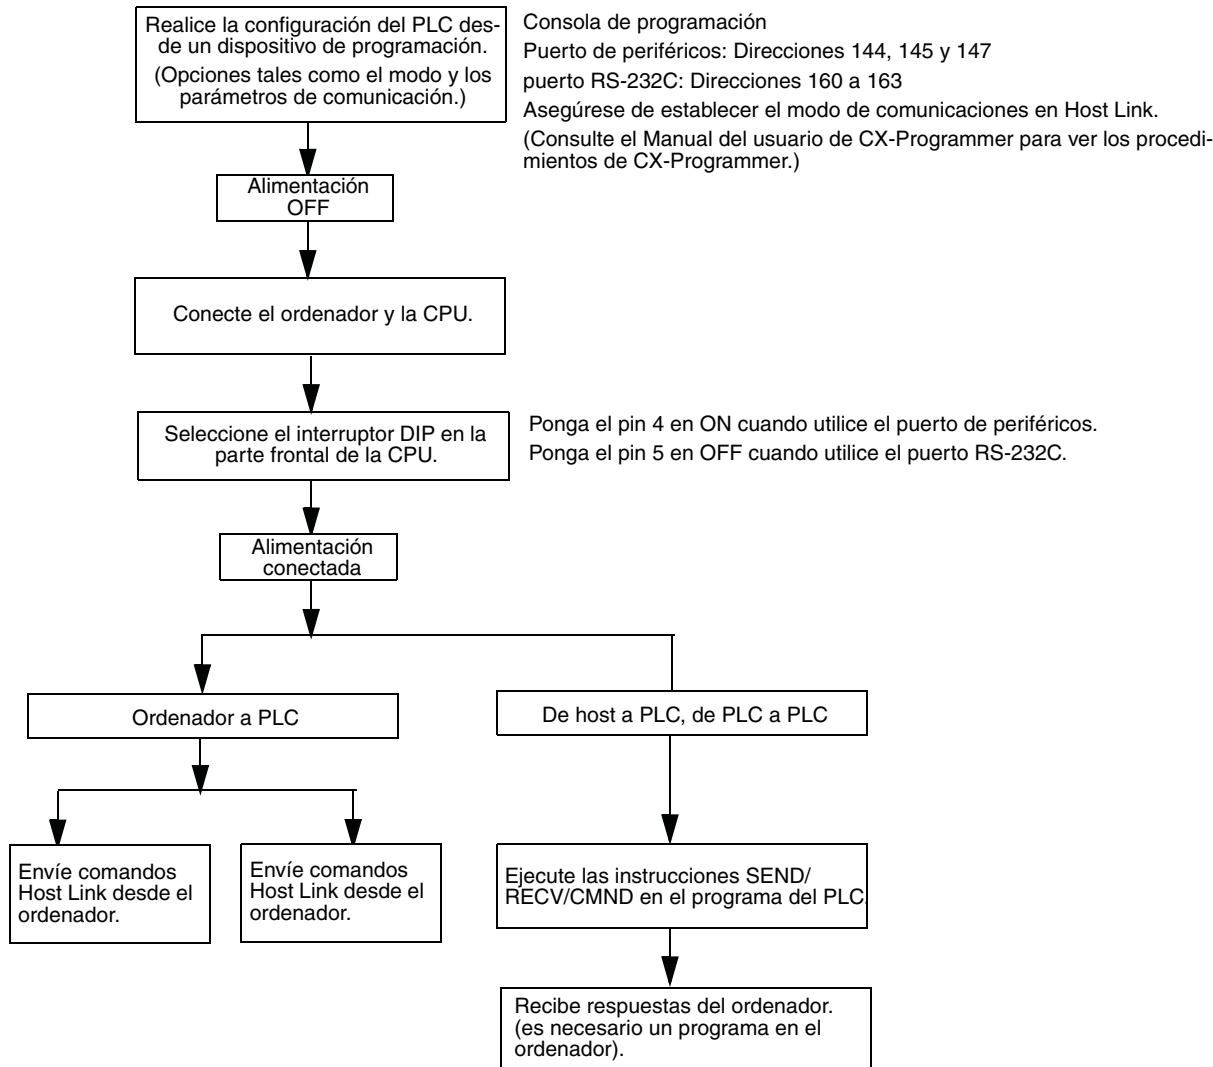 Realice la configuración del PLC des-
de un dispositivo de programación.
(Opciones tales como el modo y los
parámetros de comunicación.)
Consola de programación
Puerto de periféricos: Direcciones 144, 145 y 147
puerto RS-232C: Direcciones 160 a 163
Asegúrese de establecer el modo de comunicaciones en Host Link.
(Consulte el Manual del usuario de CX-Programmer para ver los procedi-
mientos de CX-Programmer.)
Alimentación
OFF
Conecte el ordenador y la CPU.
Seleccione el interruptor DIP en la
parte frontal de la CPU.
Ponga el pin 4 en ON cuando utilice el puerto de periféricos.
Ponga el pin 5 en OFF cuando utilice el puerto RS-232C.
Alimentación
conectada
Ordenador a PLC
De host a PLC, de PLC a PLC
Envíe comandos
Host Link desde el
ordenador.
Envíe comandos
Host Link desde el
ordenador.
Ejecute las instrucciones SEND/
RECV/CMND en el programa del PLC.
Recibe respuestas del ordenador.
(es necesario un programa en el
ordenador).